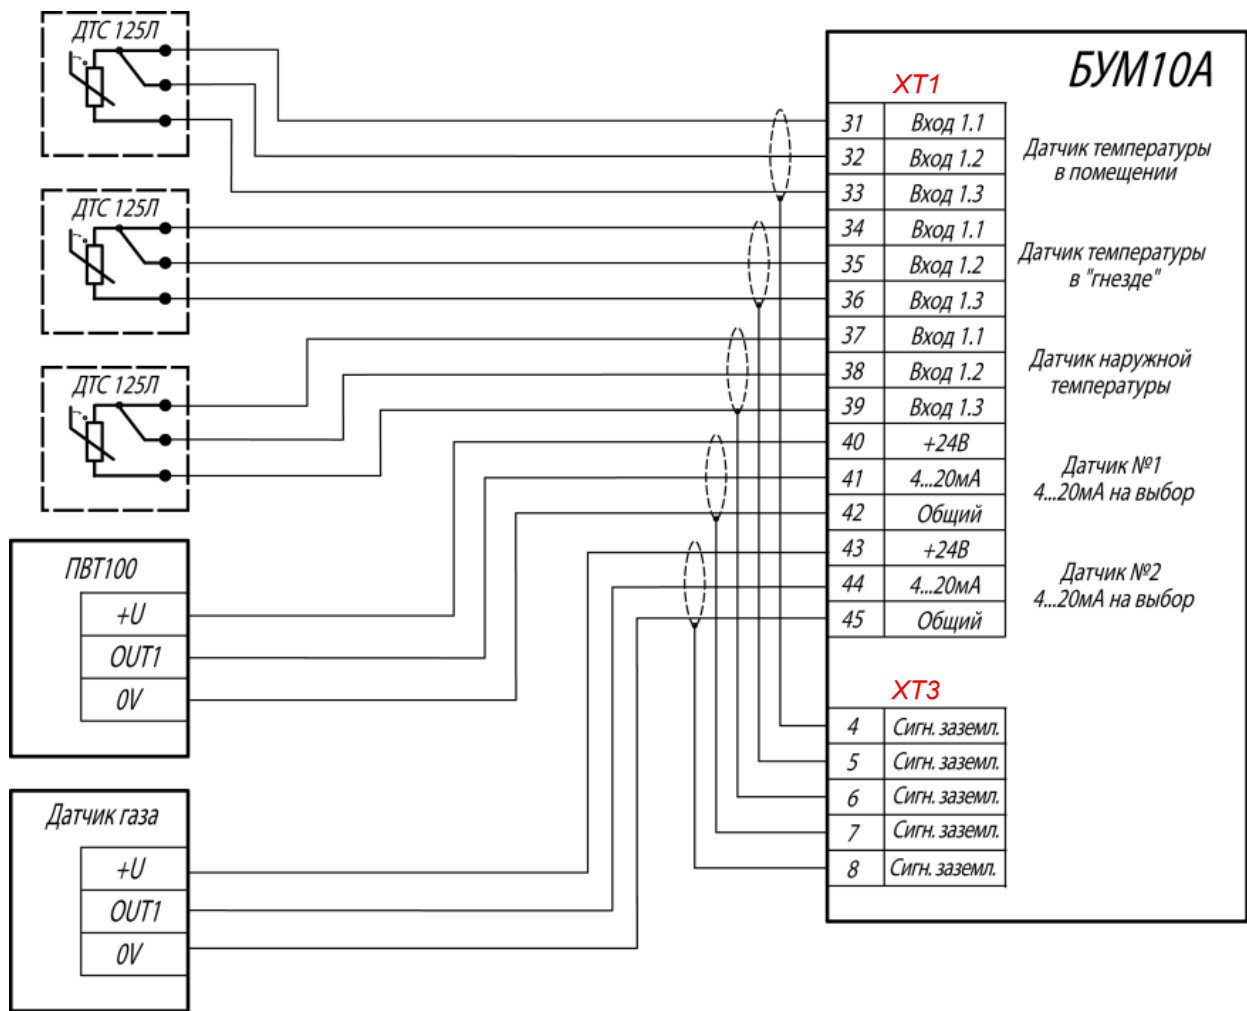 ДТС 125Л
ДТС 125Л
ДТС 125Л
ПВТ100
+U
OUT1
0V
Датчик газа
+U
OUT1
0V
БУМ10А
XT1
31 Вход 1.1
32 Вход 1.2
33 Вход 1.3
34 Вход 1.1
35 Вход 1.2
36 Вход 1.3
37 Вход 1.1
38 Вход 1.2
39 Вход 1.3
40 +24В
41 4...20мА
42 Общий
43 +24В
44 4...20мА
45 Общий
Датчик температуры
в помещении
Датчик температуры
в "гнезде"
Датчик наружной
температуры
Датчик №1
4...20мА на выбор
Датчик №2
4...20мА на выбор
XT3
4 Сигн. заземл.
5 Сигн. заземл.
6 Сигн. заземл.
7 Сигн. заземл.
8 Сигн. заземл.